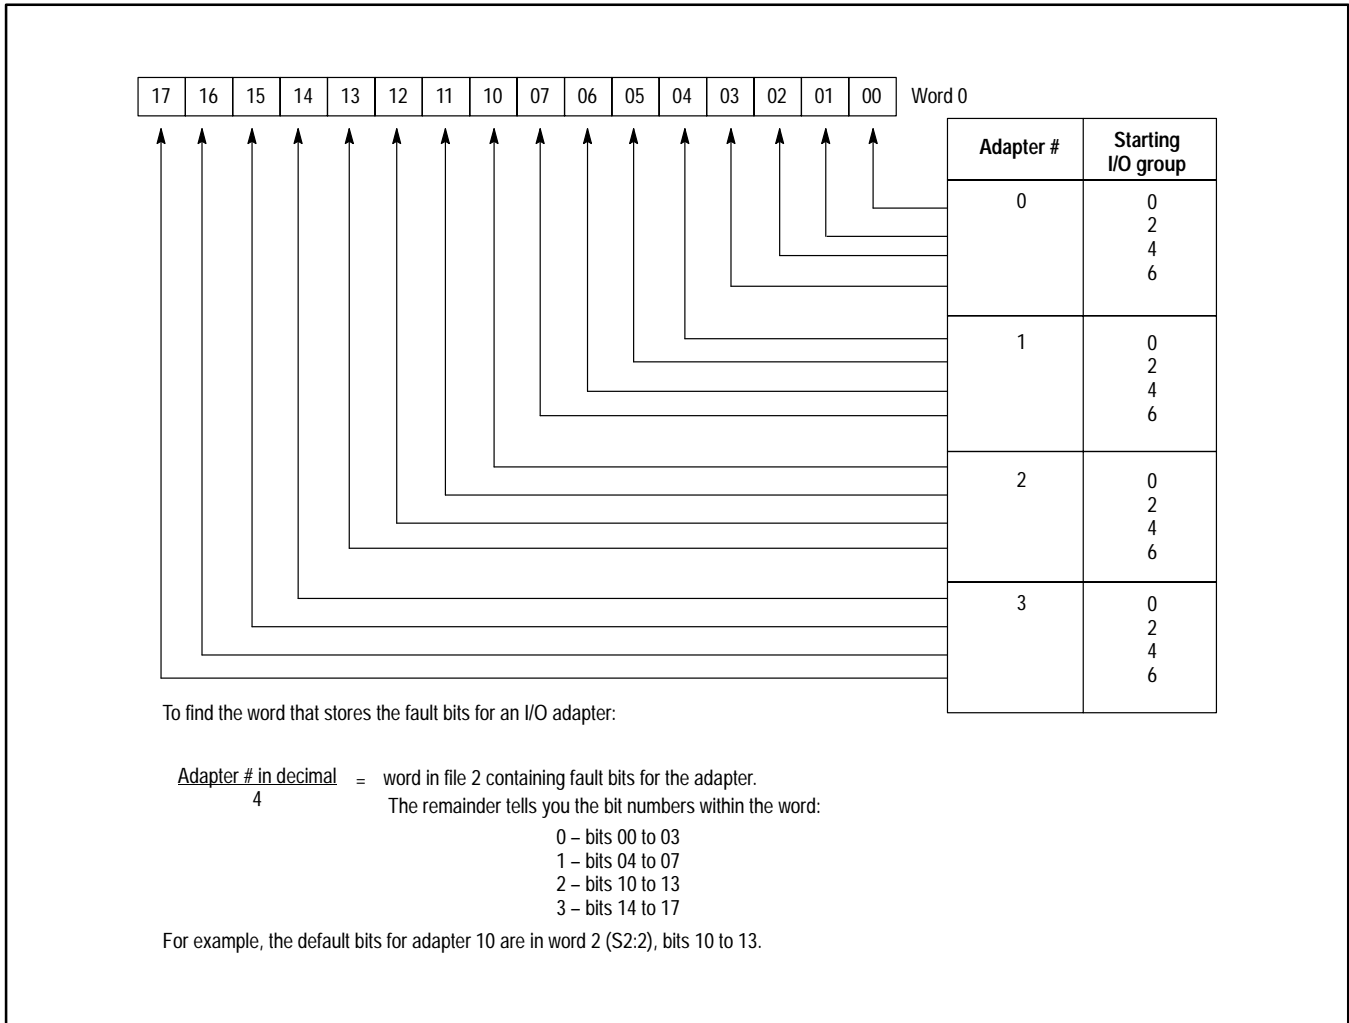 17 16 15 14 13 12 11 10 07 06 05 04 03 02 01 00 Word 0
Adapter # Starting I/O group
0 0
2
4
6
1 0
2
4
6
2 0
2
4
6
3 0
2
4
6
To find the word that stores the fault bits for an I/O adapter:
Adapter # in decimal = word in file 2 containing fault bits for the adapter.
4
The remainder tells you the bit numbers within the word:
0 – bits 00 to 03
1 – bits 04 to 07
2 – bits 10 to 13
3 – bits 14 to 17
For example, the default bits for adapter 10 are in word 2 (S2:2), bits 10 to 13.